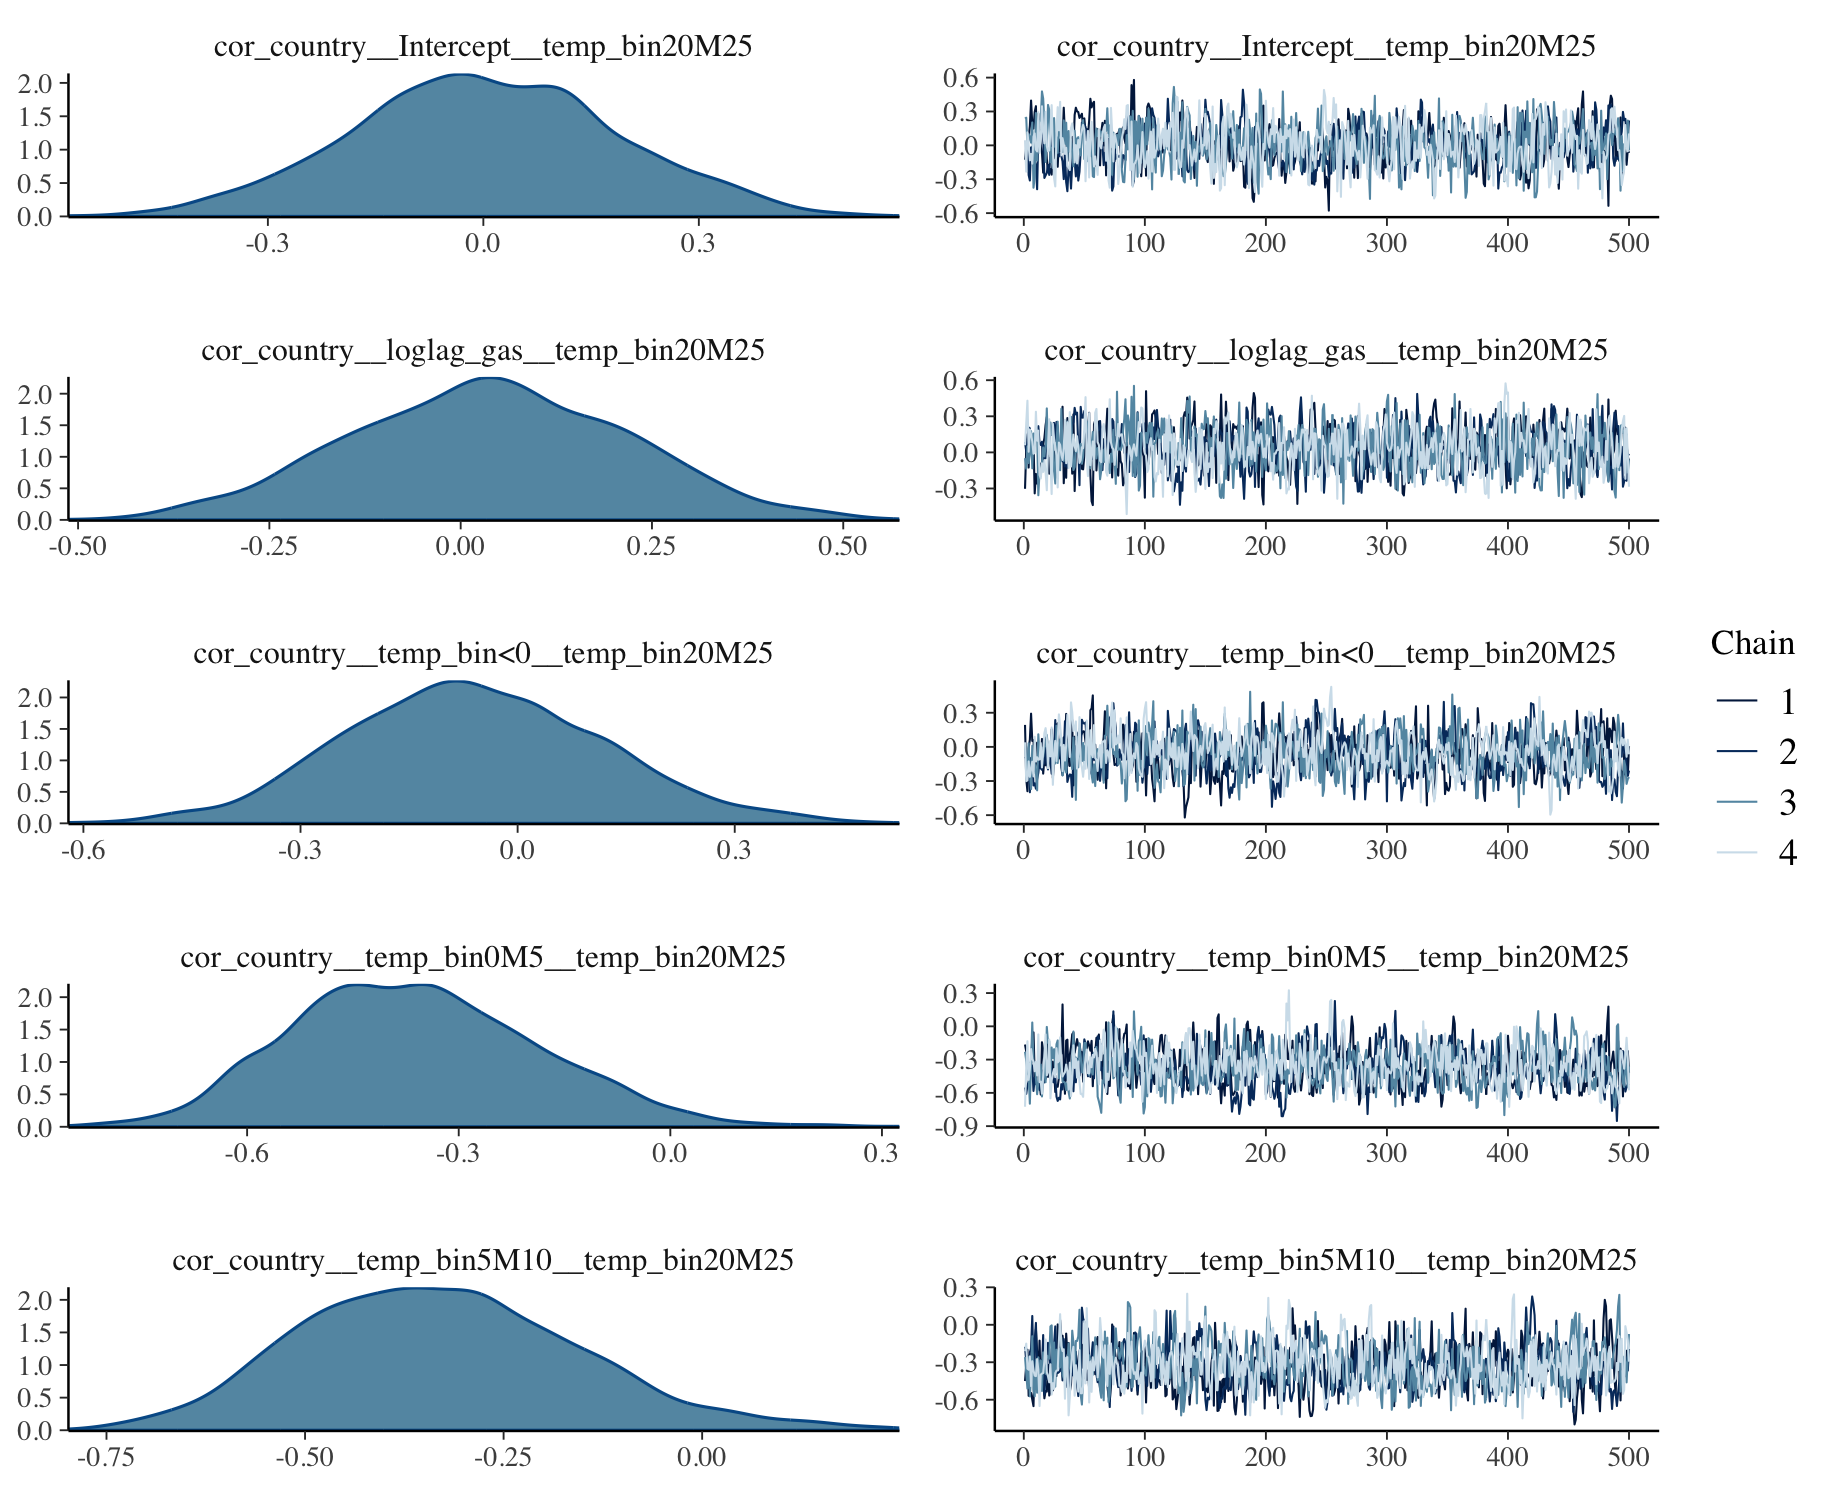 cor_country__Intercept__temp_bin20M25
cor_country__Intercept__temp_bin20M25
2.0
1.5
1.0
0.5
0.0
-0.3 0.0 0.3
0.6
0.3
0.0
-0.3
-0.6
0 100 200 300 400 500
cor_country__loglag_gas__temp_bin20M25
cor_country__loglag_gas__temp_bin20M25
2.0
1.5
1.0
0.5
0.0
-0.50 -0.25 0.00 0.25 0.50
0.6
0.3
0.0
-0.3
0 100 200 300 400 500
cor_country__temp_bin<0__temp_bin20M25
cor_country__temp_bin<0__temp_bin20M25
2.0
1.5
1.0
0.5
0.0
-0.6 -0.3 0.0 0.3
0.3
0.0
-0.3
-0.6
0 100 200 300 400 500
Chain
1
2
3
4
cor_country__temp_bin0M5__temp_bin20M25
cor_country__temp_bin0M5__temp_bin20M25
2.0
1.5
1.0
0.5
0.0
-0.6 -0.3 0.0 0.3
0.3
0.0
-0.3
-0.6
-0.9
0 100 200 300 400 500
cor_country__temp_bin5M10__temp_bin20M25
cor_country__temp_bin5M10__temp_bin20M25
2.0
1.5
1.0
0.5
0.0
-0.75 -0.50 -0.25 0.00
0.3
0.0
-0.3
-0.6
0 100 200 300 400 500